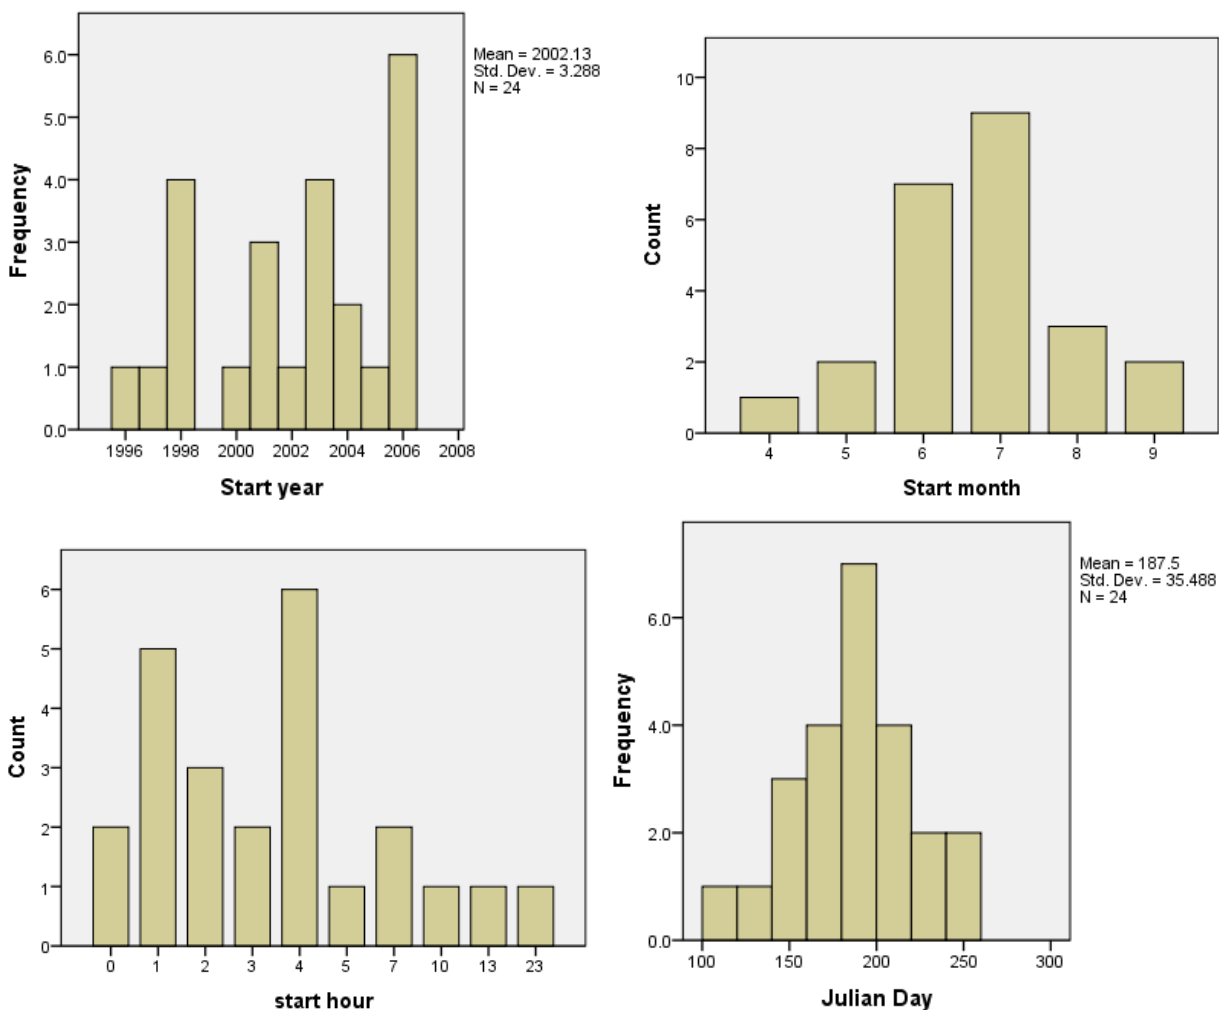 Mean = 2002.13
Std. Dev. = 3.288
N = 24
Frequency
6.0
5.0
4.0
3.0
2.0
1.0
0.0
1996 1998 2000 2002 2004 2006 2008
Start year
Count
10
8
6
4
2
0
4 5 6 7 8 9
Start month
Count
6
5
4
3
2
1
0
0 1 2 3 4 5 7 10 13 23
start hour
Mean = 187.5
Std. Dev. = 35.488
N = 24
Frequency
6.0
4.0
2.0
0.0
100 150 200 250 300
Julian Day